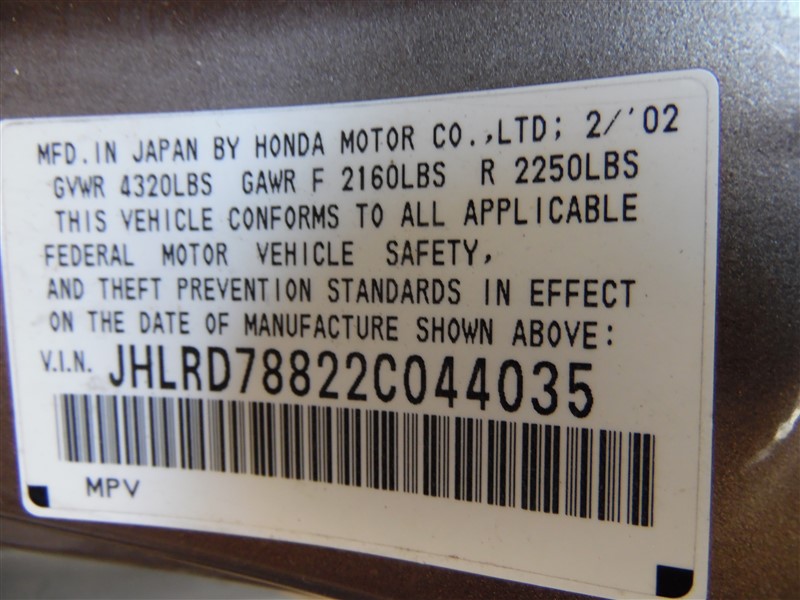 MFD. IN JAPAN BY HONDA MOTOR CO.,LTD; 2/'02
GVWR 4320LBS GAWR F 2160LBS R 2250LBS
THIS VEHICLE CONFORMS TO ALL APPLICABLE
FEDERAL MOTOR VEHICLE SAFETY,
AND THEFT PREVENTION STANDARDS IN EFFECT
ON THE DATE OF MANUFACTURE SHOWN ABOVE:
V.I.N. JHLRD78822C044035
MPV